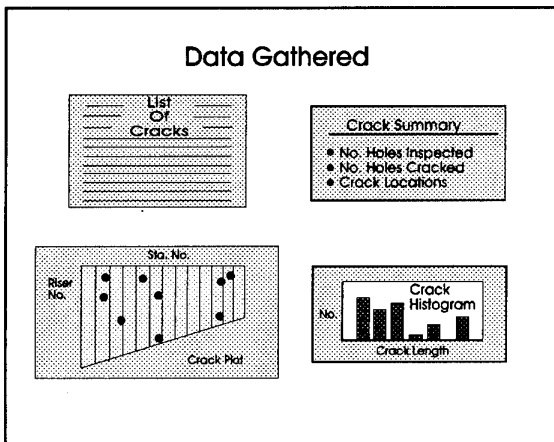 Data Gathered
List
Of
Cracks
Crack Summary
• No. Holes Inspected
• No. Holes Cracked
• Crack Locations
Sta. No.
Riser
No.
Crack Plat
Crack
Histogram
No.
Crack Length